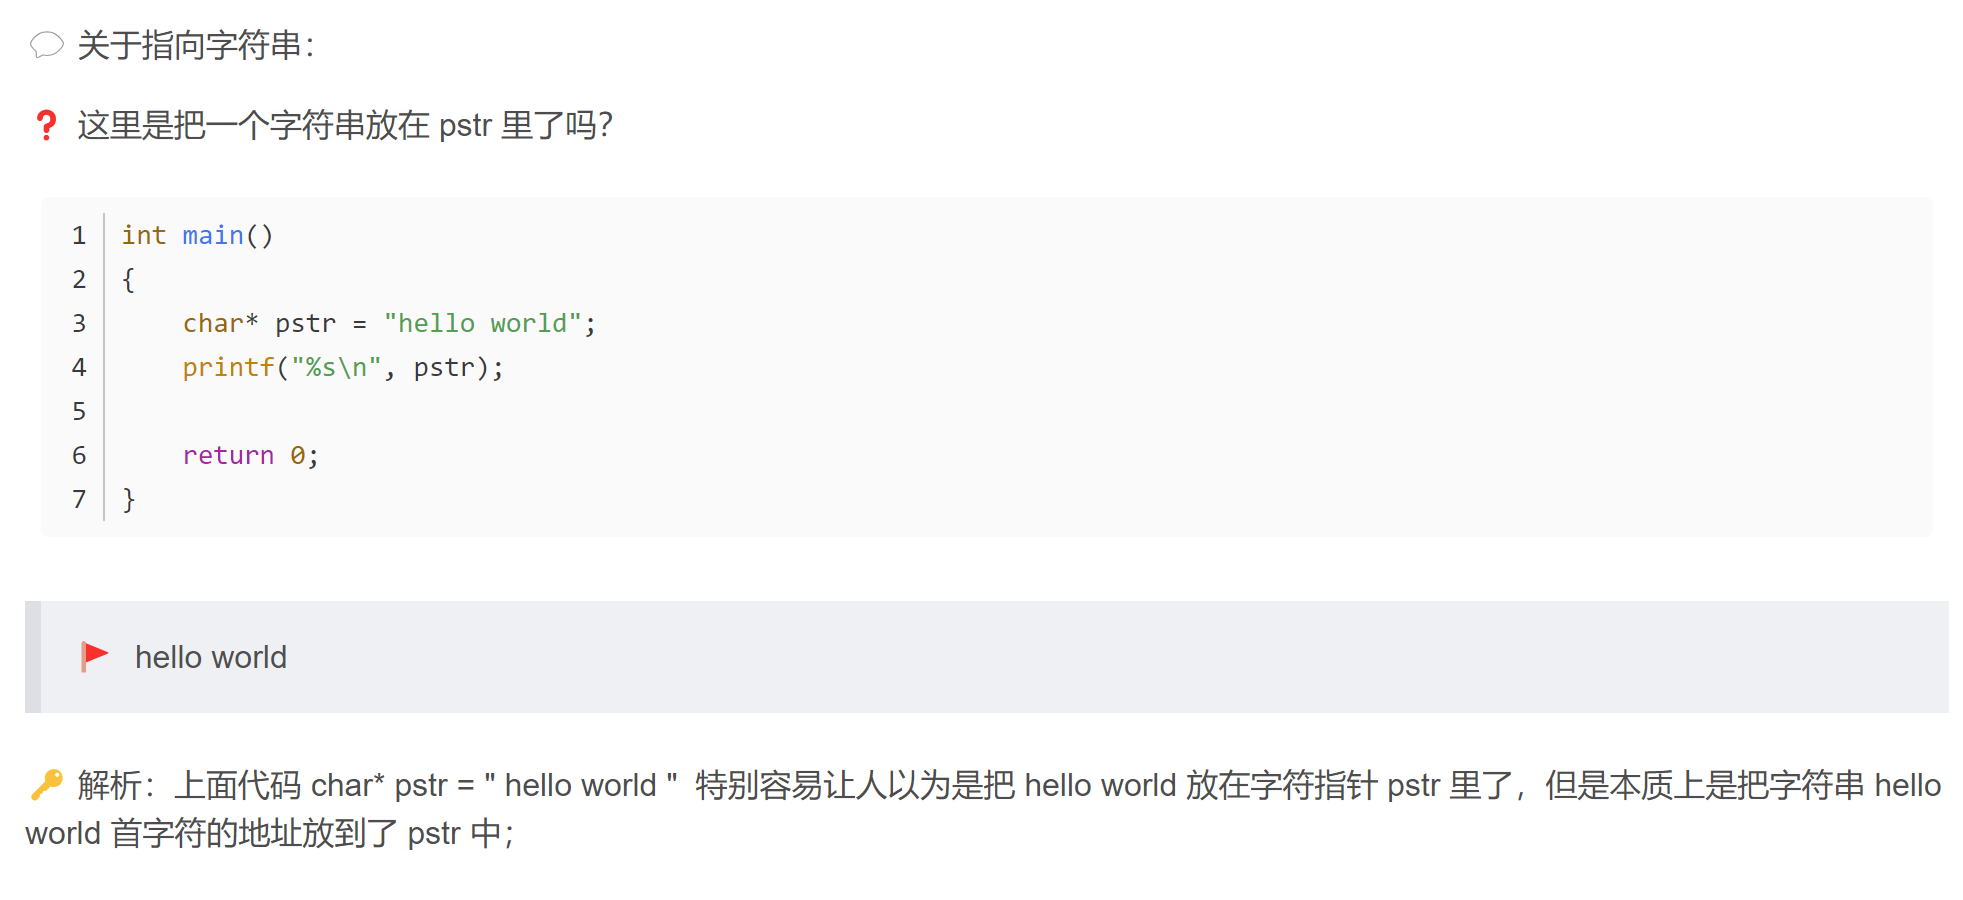 💬 关于指向字符串：
❓ 这里是把一个字符串放在 pstr 里了吗？
1 int main()
2 {
3     char* pstr = "hello world";
4     printf("%s\n", pstr);
5
6     return 0;
7 }
🚩 hello world
🔑 解析：上面代码 char* pstr = " hello world "  特别容易让人以为是把 hello world 放在字符指针 pstr 里了，但是本质上是把字符串 hello
world 首字符的地址放到了 pstr 中；